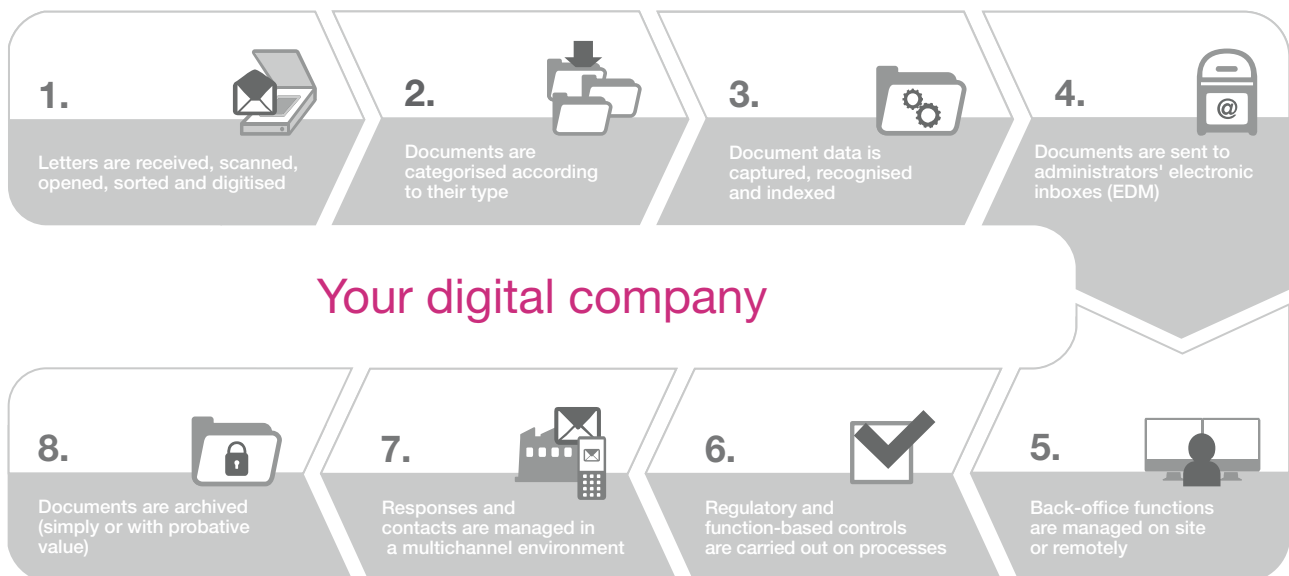 1.
Letters are received, scanned,
opened, sorted and digitised
2.
Documents are
categorised according
to their type
3.
Document data is
captured, recognised
and indexed
4.
@
Documents are sent to
administrators' electronic
inboxes (EDM)
Your digital company
5.
Back-office functions
are managed on site
or remotely
6.
Regulatory and
function-based controls
are carried out on processes
7.
Responses and
contacts are managed in
a multichannel environment
8.
Documents are archived
(simply or with probative
value)